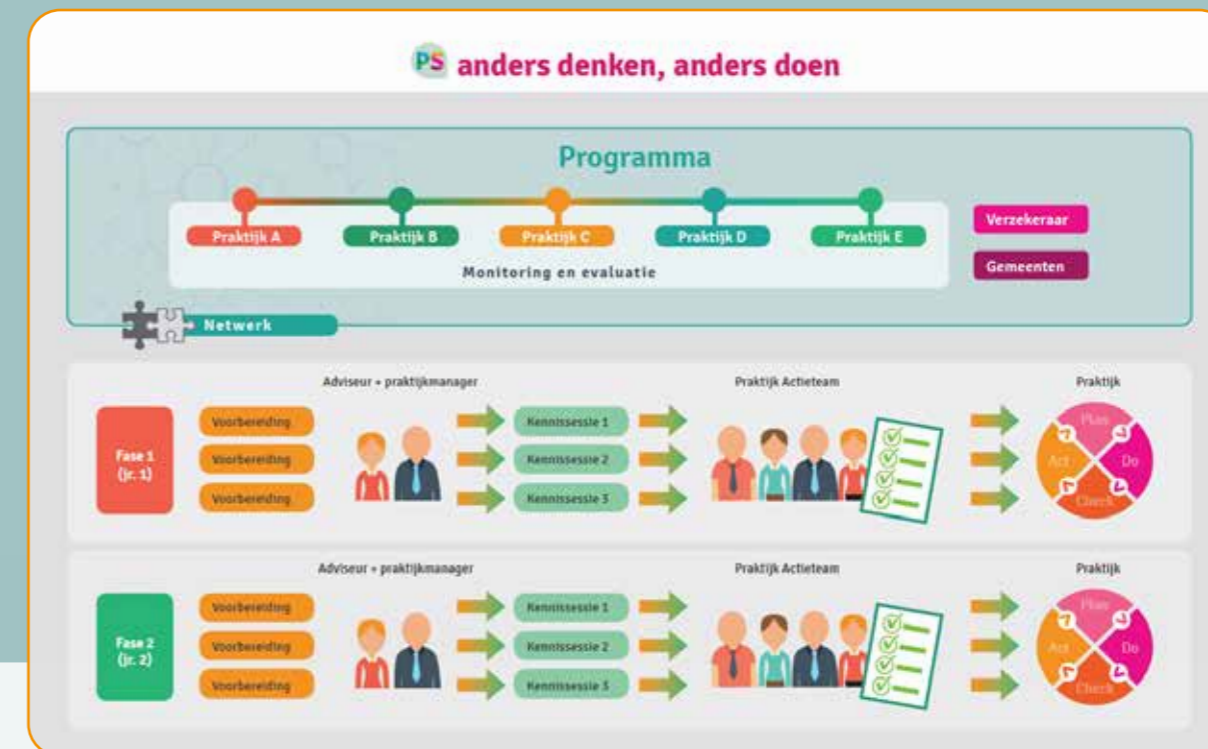 PS anders denken, anders doen
Programma
Praktijk A
Praktijk B
Praktijk C
Praktijk D
Praktijk E
Monitoring en evaluatie
Verzekeraar
Gemeenten
Netwerk
Adviseur + praktijkmanager
Praktijk Actieteam
Praktijk
Fase 1
(jr. 1)
Voorbereiding
Voorbereiding
Voorbereiding
Kennissessie 1
Kennissessie 2
Kennissessie 3
Plan
Do
Check
Act
Adviseur + praktijkmanager
Praktijk Actieteam
Praktijk
Fase 2
(jr. 2)
Voorbereiding
Voorbereiding
Voorbereiding
Kennissessie 1
Kennissessie 2
Kennissessie 3
Plan
Do
Check
Act